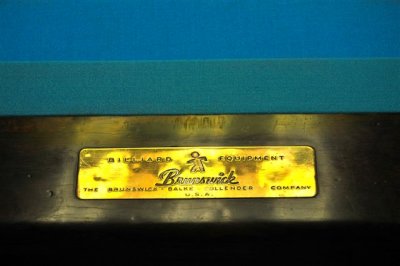 BILLIARD EQUIPMENT
Brunswick
THE BRUNSWICK-BALKE-COLLENDER COMPANY
U.S.A.